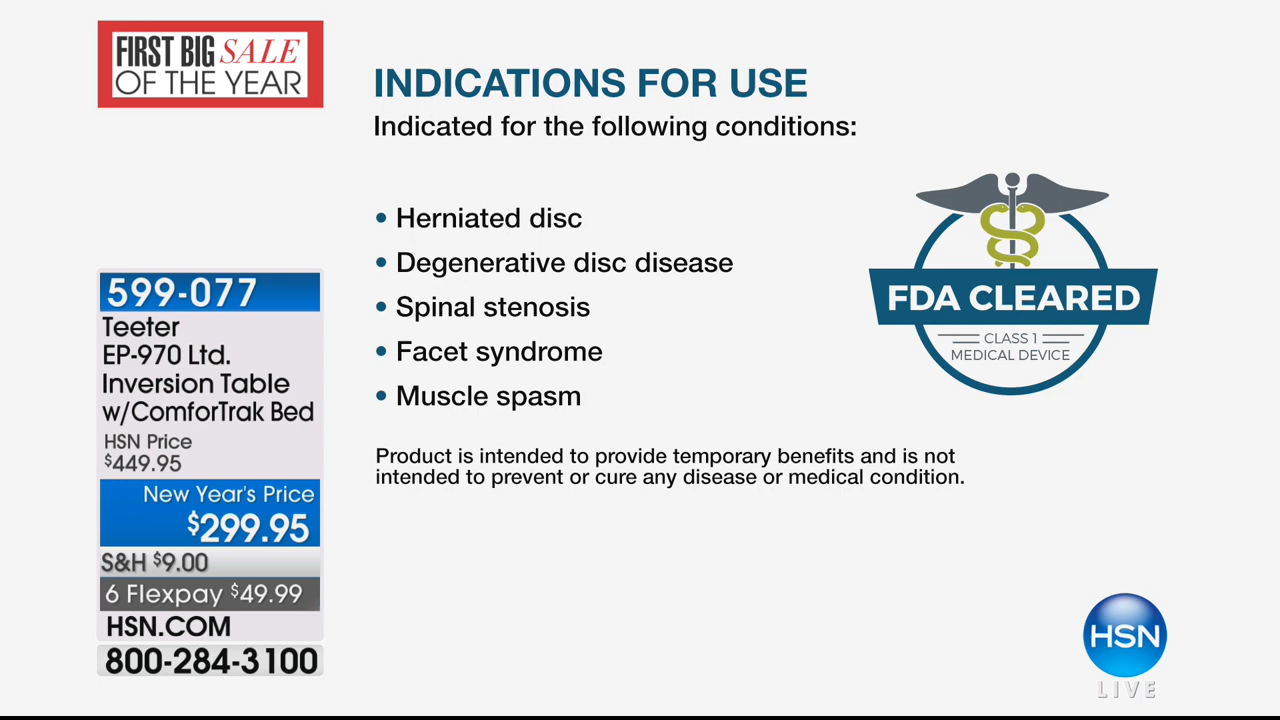 FIRST BIG SALE
OF THE YEAR
INDICATIONS FOR USE
Indicated for the following conditions:
• Herniated disc
• Degenerative disc disease
• Spinal stenosis
• Facet syndrome
• Muscle spasm
Product is intended to provide temporary benefits and is not
intended to prevent or cure any disease or medical condition.
FDA CLEARED
CLASS 1
MEDICAL DEVICE
599-077
Teeter
EP-970 Ltd.
Inversion Table
w/ComforTrak Bed
HSN Price
$449.95
New Year's Price
$299.95
S&H $9.00
6 Flexpay $49.99
HSN.COM
800-284-3100
HSN
LIVE